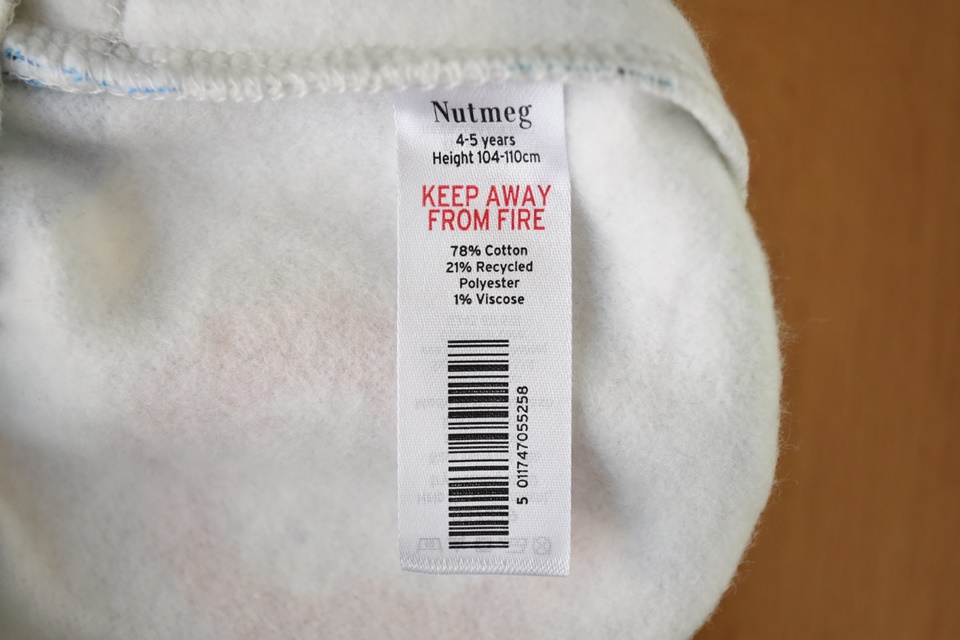 Nutmeg
4-5 years
Height 104-110cm
KEEP AWAY
FROM FIRE
78% Cotton
21% Recycled
Polyester
1% Viscose
5 011747055258